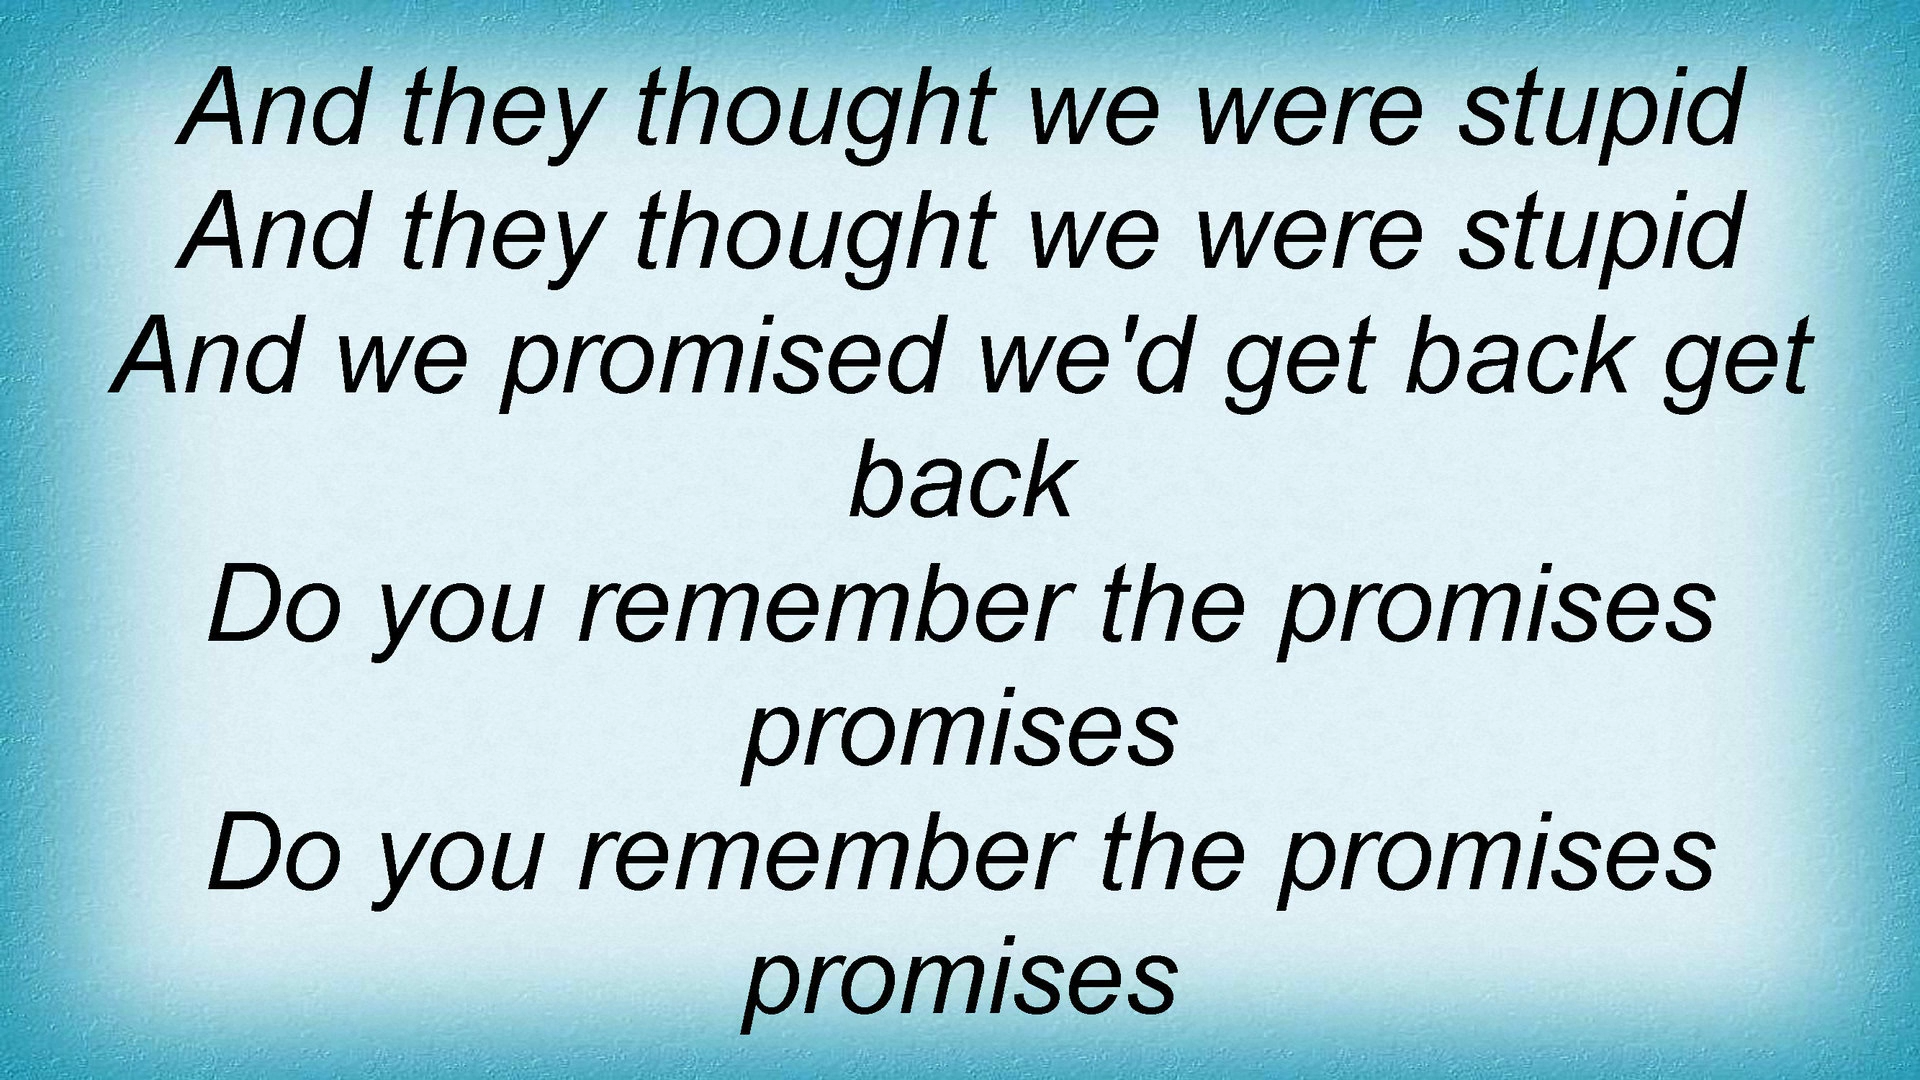 And they thought we were stupid
And they thought we were stupid
And we promised we'd get back get
back
Do you remember the promises
promises
Do you remember the promises
promises